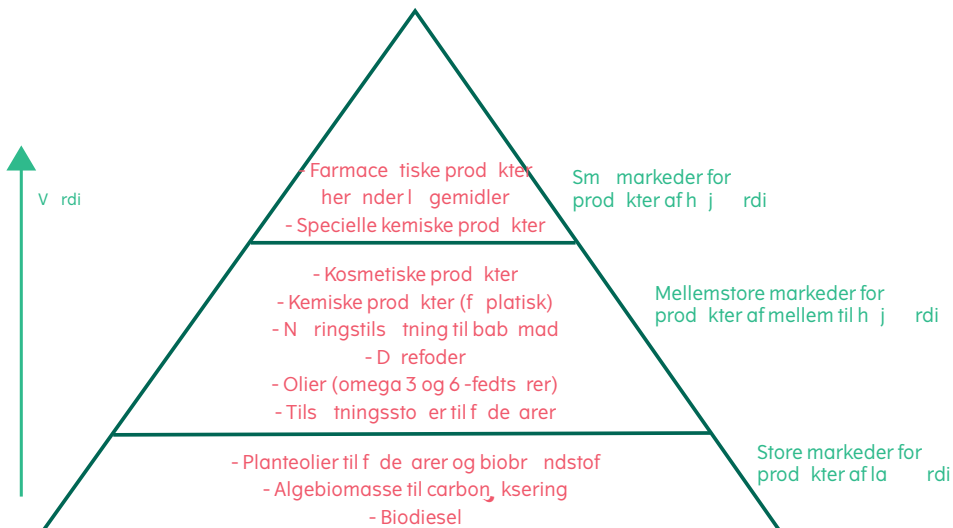 V rdi
- Farmace tiske prod kter
her nder l gemidler
- Specielle kemiske prod kter
Sm markeder for
prod kter af h j rdi
- Kosmetiske prod kter
- Kemiske prod kter (f platisk)
- N ringstils tning til bab mad
- D refoder
- Olier (omega 3 og 6 -fedts rer)
- Tils tningssto er til f de arer
Mellemstore markeder for
prod kter af mellem til h j rdi
- Planteolier til f de arer og biobr ndstof
- Algebiomasse til carbon ksering
- Biodiesel
Store markeder for
prod kter af la rdi